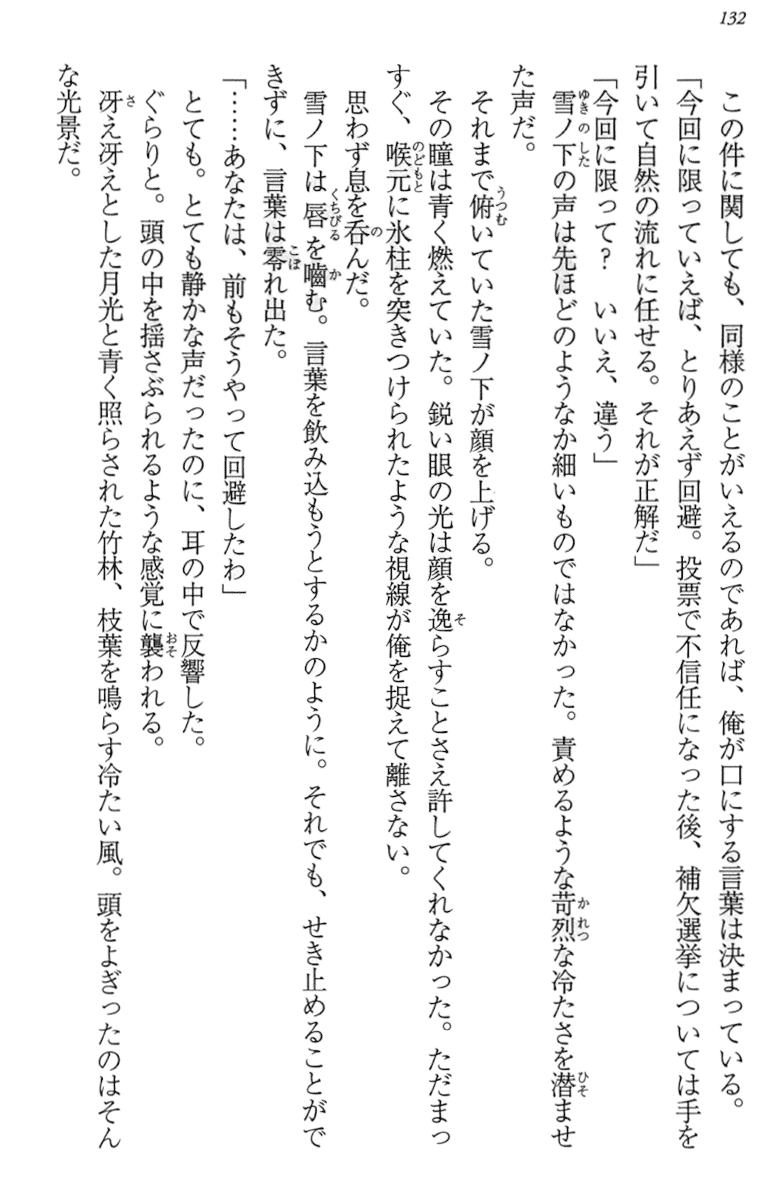 132
この件に関しても、同様のことがいえるのであれば、俺が口にする言葉は決まっている。
「今回に限っていえば、とりあえず回避。投票で不信任になった後、補欠選挙については手を
引いて自然の流れに任せる。それが正解だ」
「今回に限って？　いいえ、違う」
雪ノ下の声は先ほどのようなか細いものではなかった。責めるような苛烈な冷たさを潜ませ
た声だ。
それまで俯いていた雪ノ下が顔を上げる。
その瞳は青く燃えていた。鋭い眼の光は顔を逸らすことさえ許してくれなかった。ただまっ
すぐ、喉元に氷柱を突きつけられたような視線が俺を捉えて離さない。
思わず息を呑んだ。
雪ノ下は唇を嚙む。言葉を飲み込もうとするかのように。それでも、せき止めることがで
きずに、言葉は零れ出た。
「……あなたは、前もそうやって回避したわ」
とても。とても静かな声だったのに、耳の中で反響した。
ぐらりと。頭の中を揺さぶられるような感覚に襲われる。
冴え冴えとした月光と青く照らされた竹林、枝葉を鳴らす冷たい風。頭をよぎったのはそん
な光景だ。